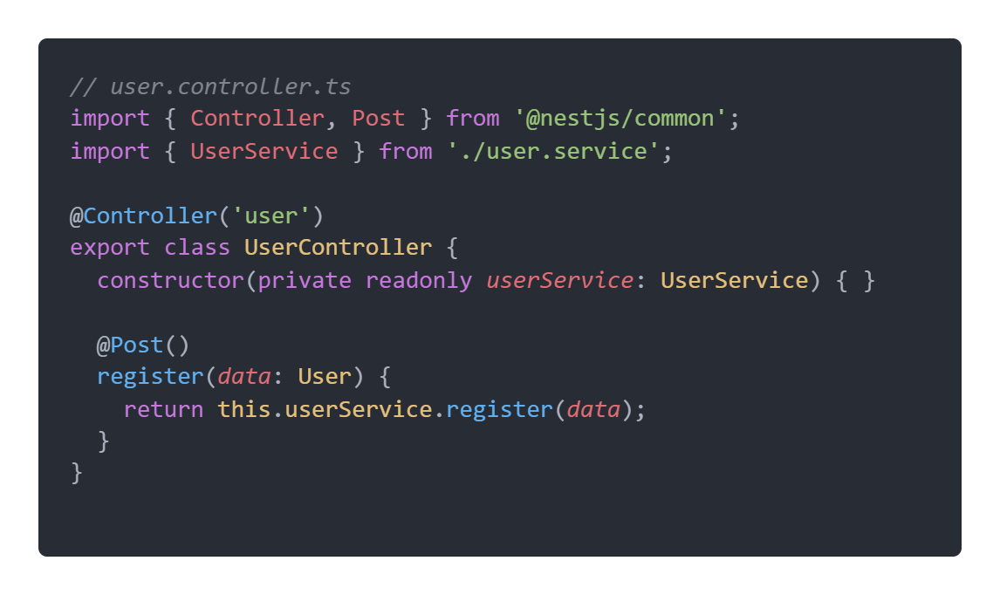 // user.controller.ts
import { Controller, Post } from '@nestjs/common';
import { UserService } from './user.service';

@Controller('user')
export class UserController {
  constructor(private readonly userService: UserService) { }

  @Post()
  register(data: User) {
    return this.userService.register(data);
  }
}